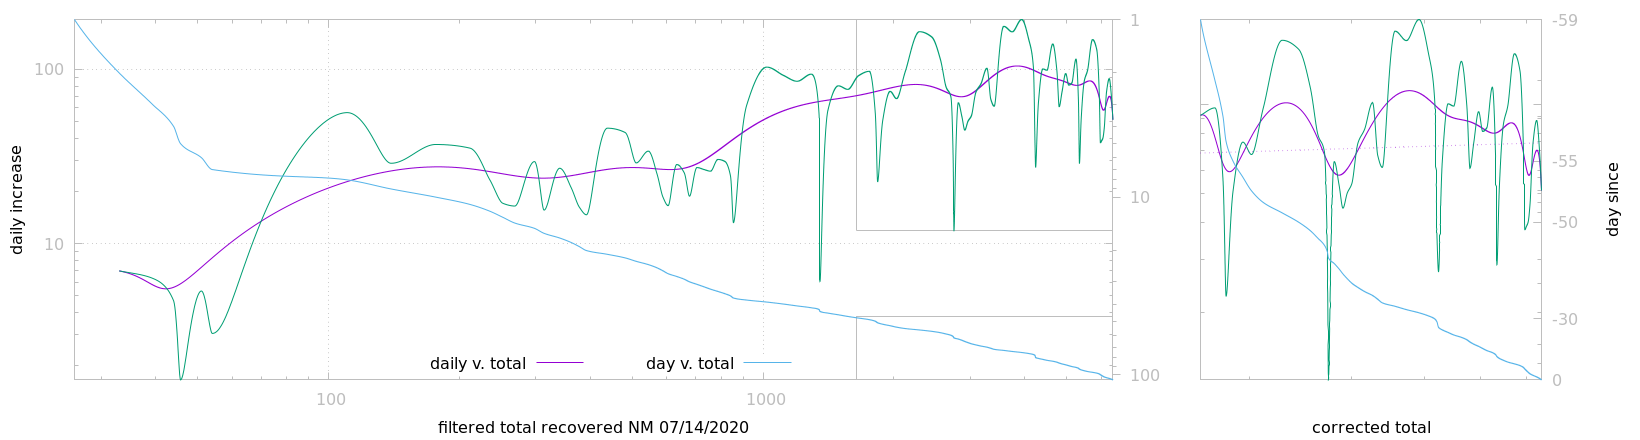 daily increase
100
10
daily v. total
day v. total
100
1000
filtered total recovered NM 07/14/2020
1
10
100
-59
-55
-50
-30
0
day since
corrected total